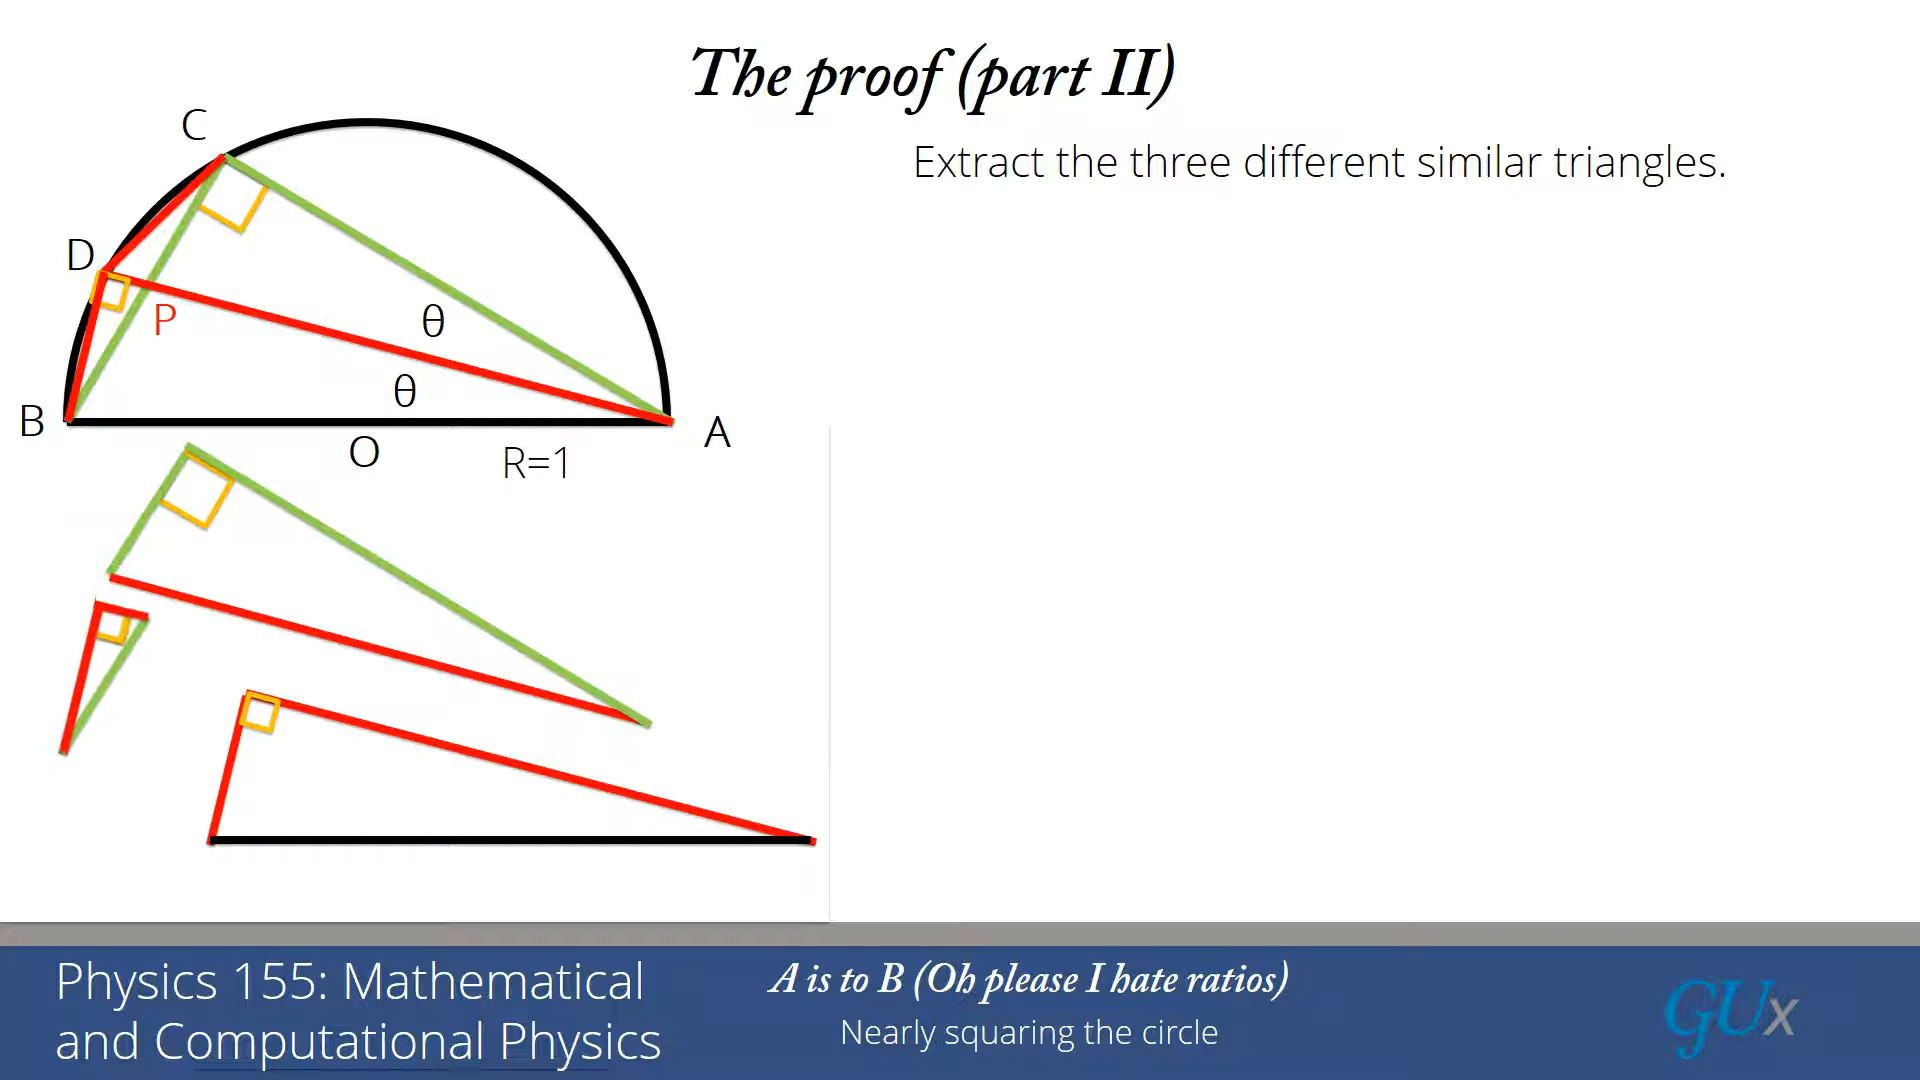 The proof (part II)
Extract the three different similar triangles.
C
D
P
θ
θ
B
O
R=1
A
Physics 155: Mathematical
and Computational Physics
A is to B (Oh please I hate ratios)
Nearly squaring the circle
GUx